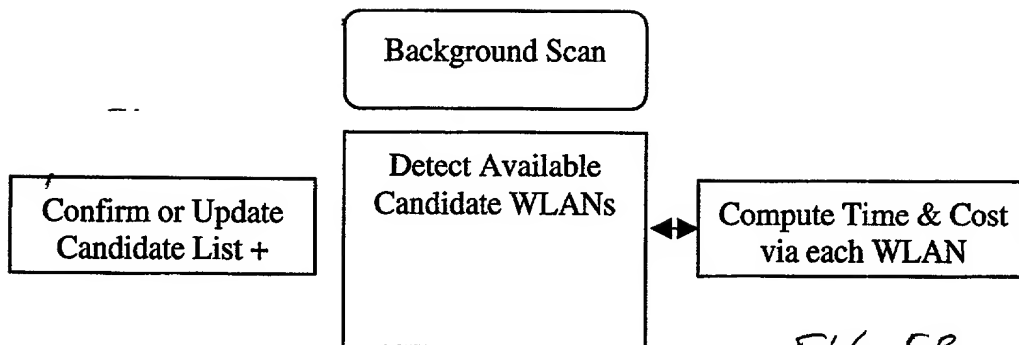 Background Scan
Detect Available
Candidate WLANs
Confirm or Update
Candidate List +
Compute Time & Cost
via each WLAN